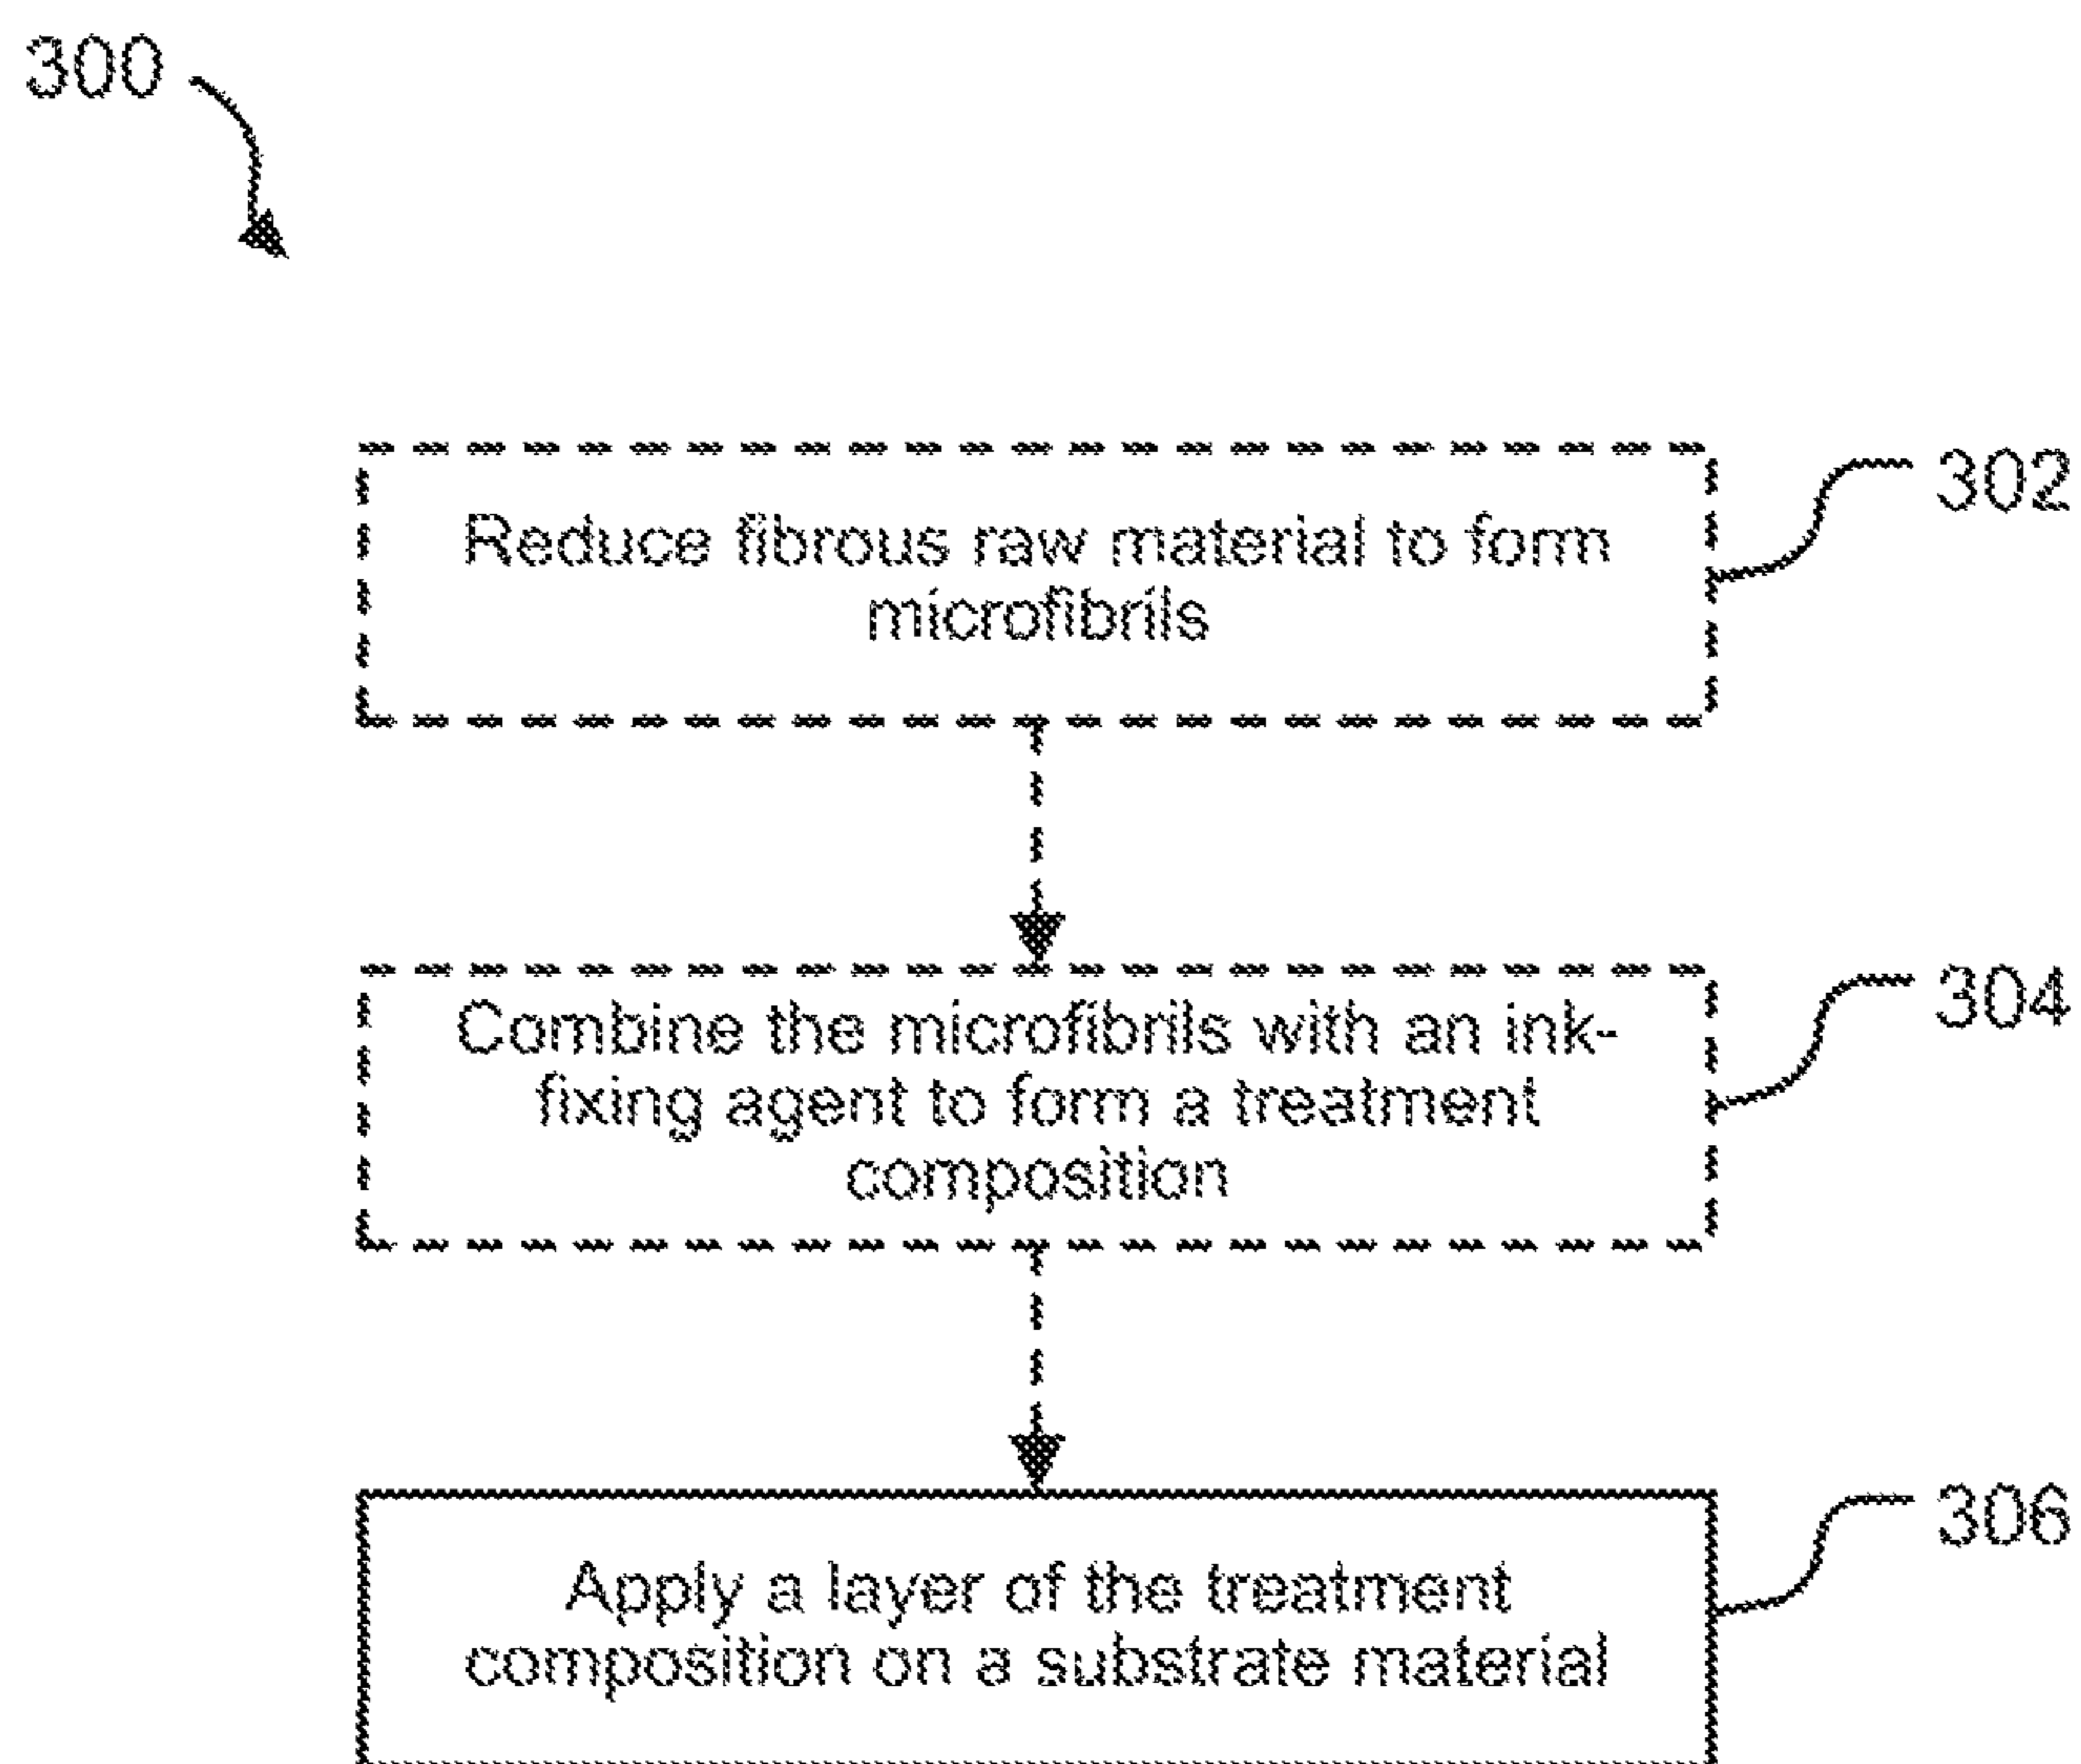 300
302
Reduce fibrous raw material to form
microfibrils
304
Combine the microfibrils with an ink-
fixing agent to form a treatment
composition
306
Apply a layer of the treatment
composition on a substrate material